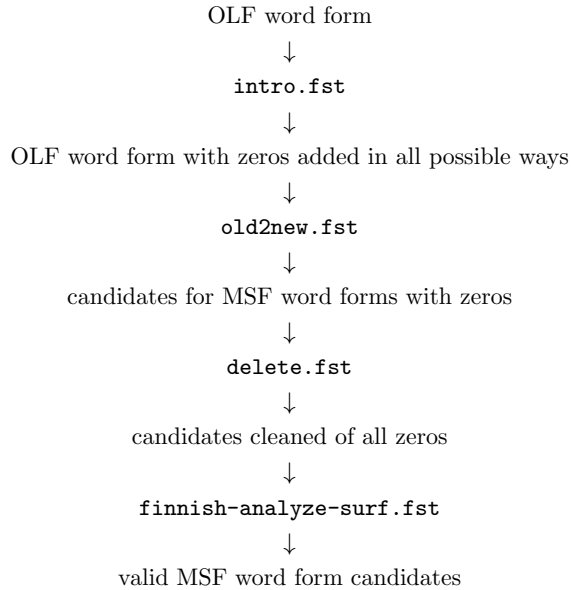 OLF word form
↓
intro.fst
↓
OLF word form with zeros added in all possible ways
↓
old2new.fst
↓
candidates for MSF word forms with zeros
↓
delete.fst
↓
candidates cleaned of all zeros
↓
finnish-analyze-surf.fst
↓
valid MSF word form candidates